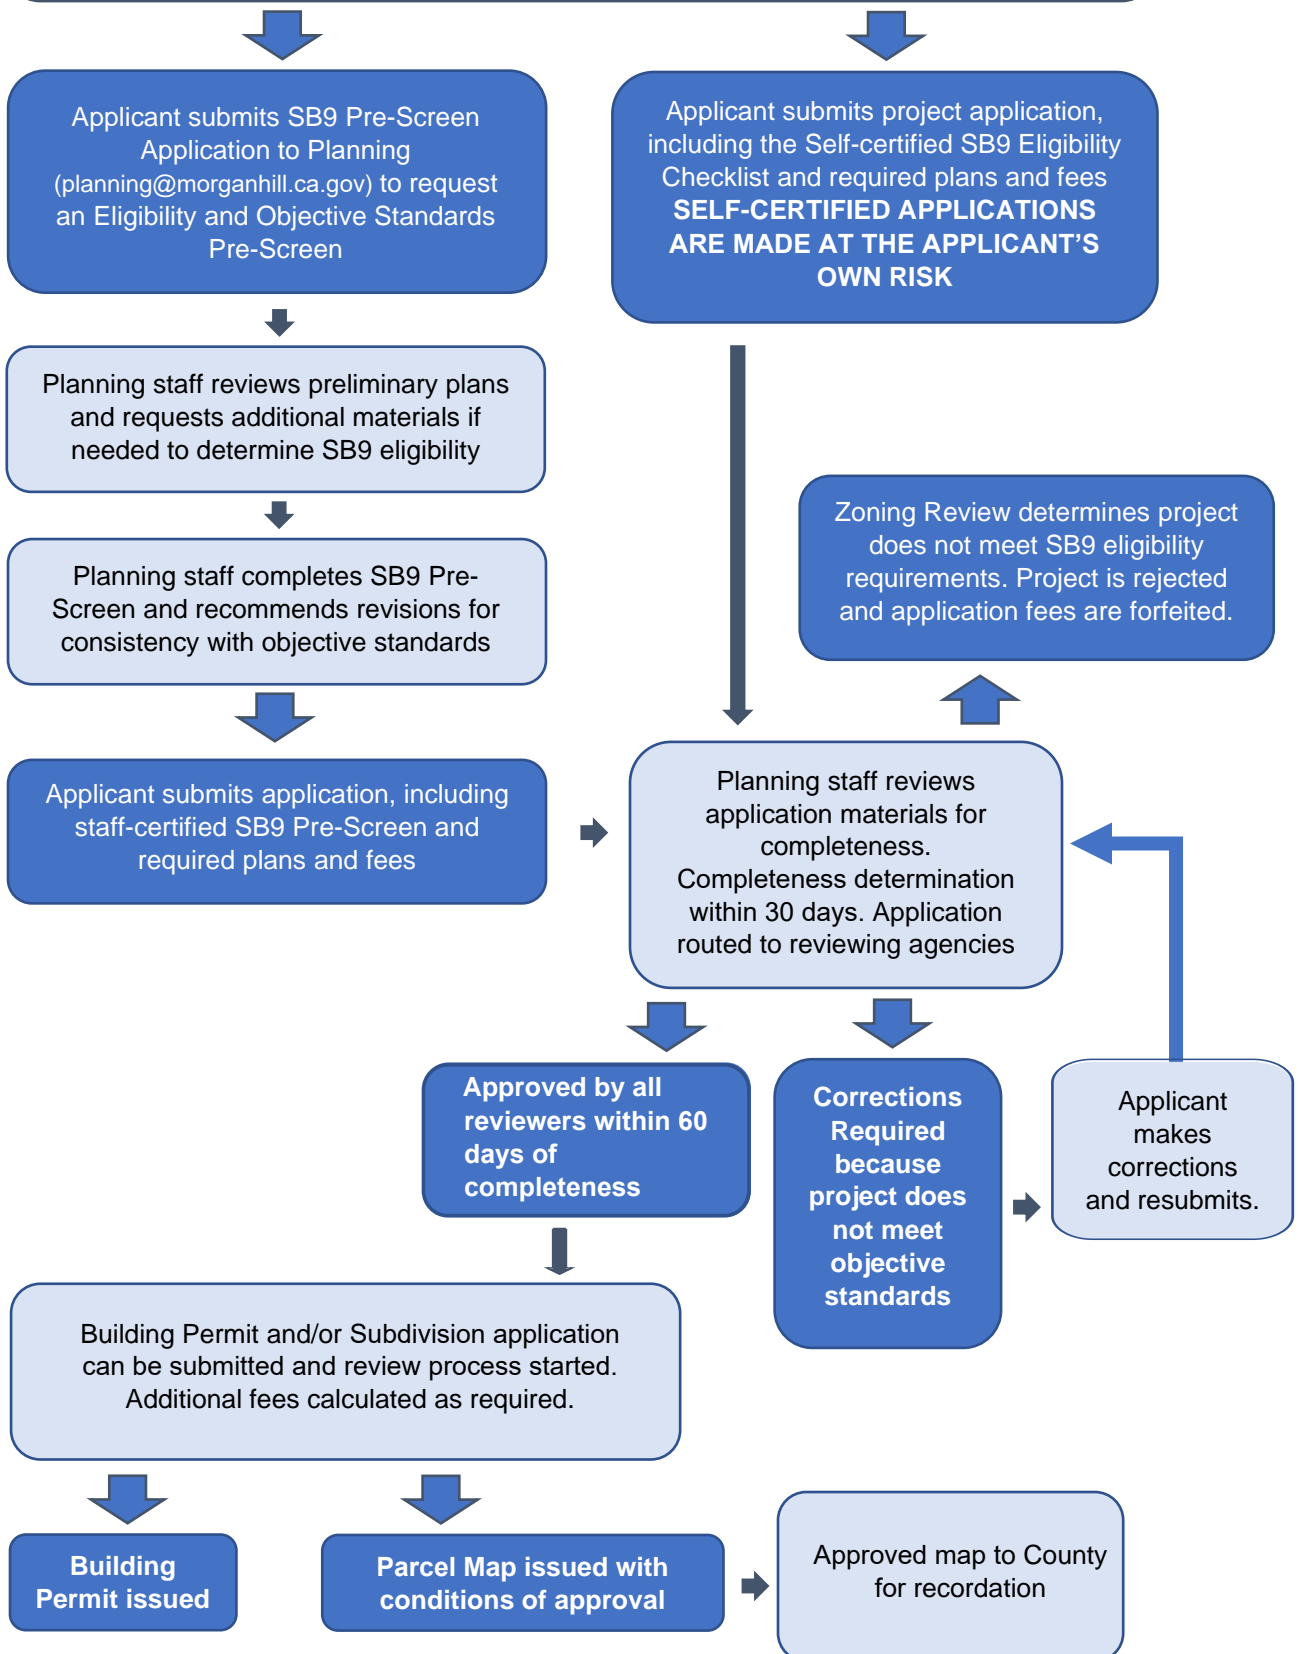 Applicant submits SB9 Pre-Screen
Application to Planning
(planning@morganhill.ca.gov) to request
an Eligibility and Objective Standards
Pre-Screen
Applicant submits project application,
including the Self-certified SB9 Eligibility
Checklist and required plans and fees
SELF-CERTIFIED APPLICATIONS
ARE MADE AT THE APPLICANT’S
OWN RISK
Planning staff reviews preliminary plans
and requests additional materials if
needed to determine SB9 eligibility
Zoning Review determines project
does not meet SB9 eligibility
requirements. Project is rejected
and application fees are forfeited.
Planning staff completes SB9 Pre-
Screen and recommends revisions for
consistency with objective standards
Applicant submits application, including
staff-certified SB9 Pre-Screen and
required plans and fees
Planning staff reviews
application materials for
completeness.
Completeness determination
within 30 days. Application
routed to reviewing agencies
Approved by all
reviewers within 60
days of
completeness
Corrections
Required
because
project does
not meet
objective
standards
Applicant
makes
corrections
and resubmits.
Building Permit and/or Subdivision application
can be submitted and review process started.
Additional fees calculated as required.
Building
Permit issued
Parcel Map issued with
conditions of approval
Approved map to County
for recordation